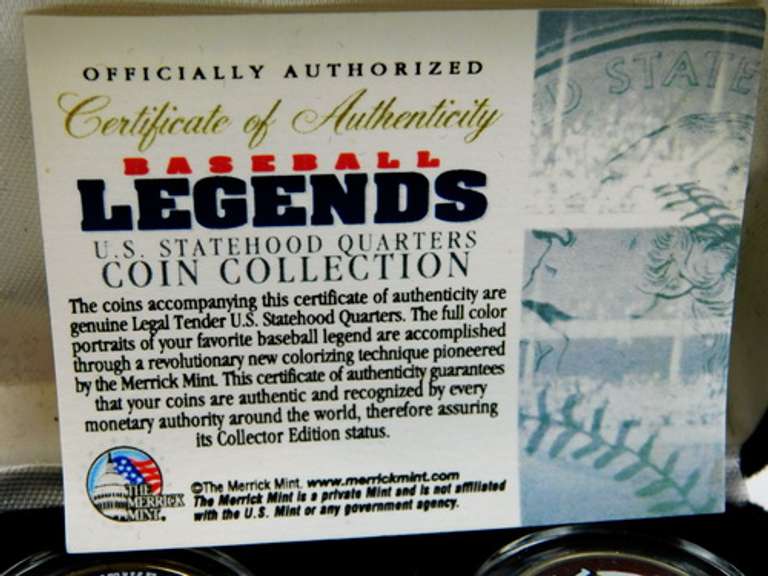 OFFICIALLY AUTHORIZED
Certificate of Authenticity
BASEBALL
LEGENDS
U.S. STATEHOOD QUARTERS
COIN COLLECTION
The coins accompanying this certificate of authenticity are
genuine Legal Tender U.S. Statehood Quarters. The full color
portraits of your favorite baseball legend are accomplished
through a revolutionary new colorizing technique pioneered
by the Merrick Mint. This certificate of authenticity guarantees
that your coins are authentic and recognized by every
monetary authority around the world, therefore assuring
its Collector Edition status.
THE
MERRICK
MINT.
©The Merrick Mint. www.merrickmint.com
The Merrick Mint is a private Mint and is not affiliated
with the U.S. Mint or any government agency.
D STATE